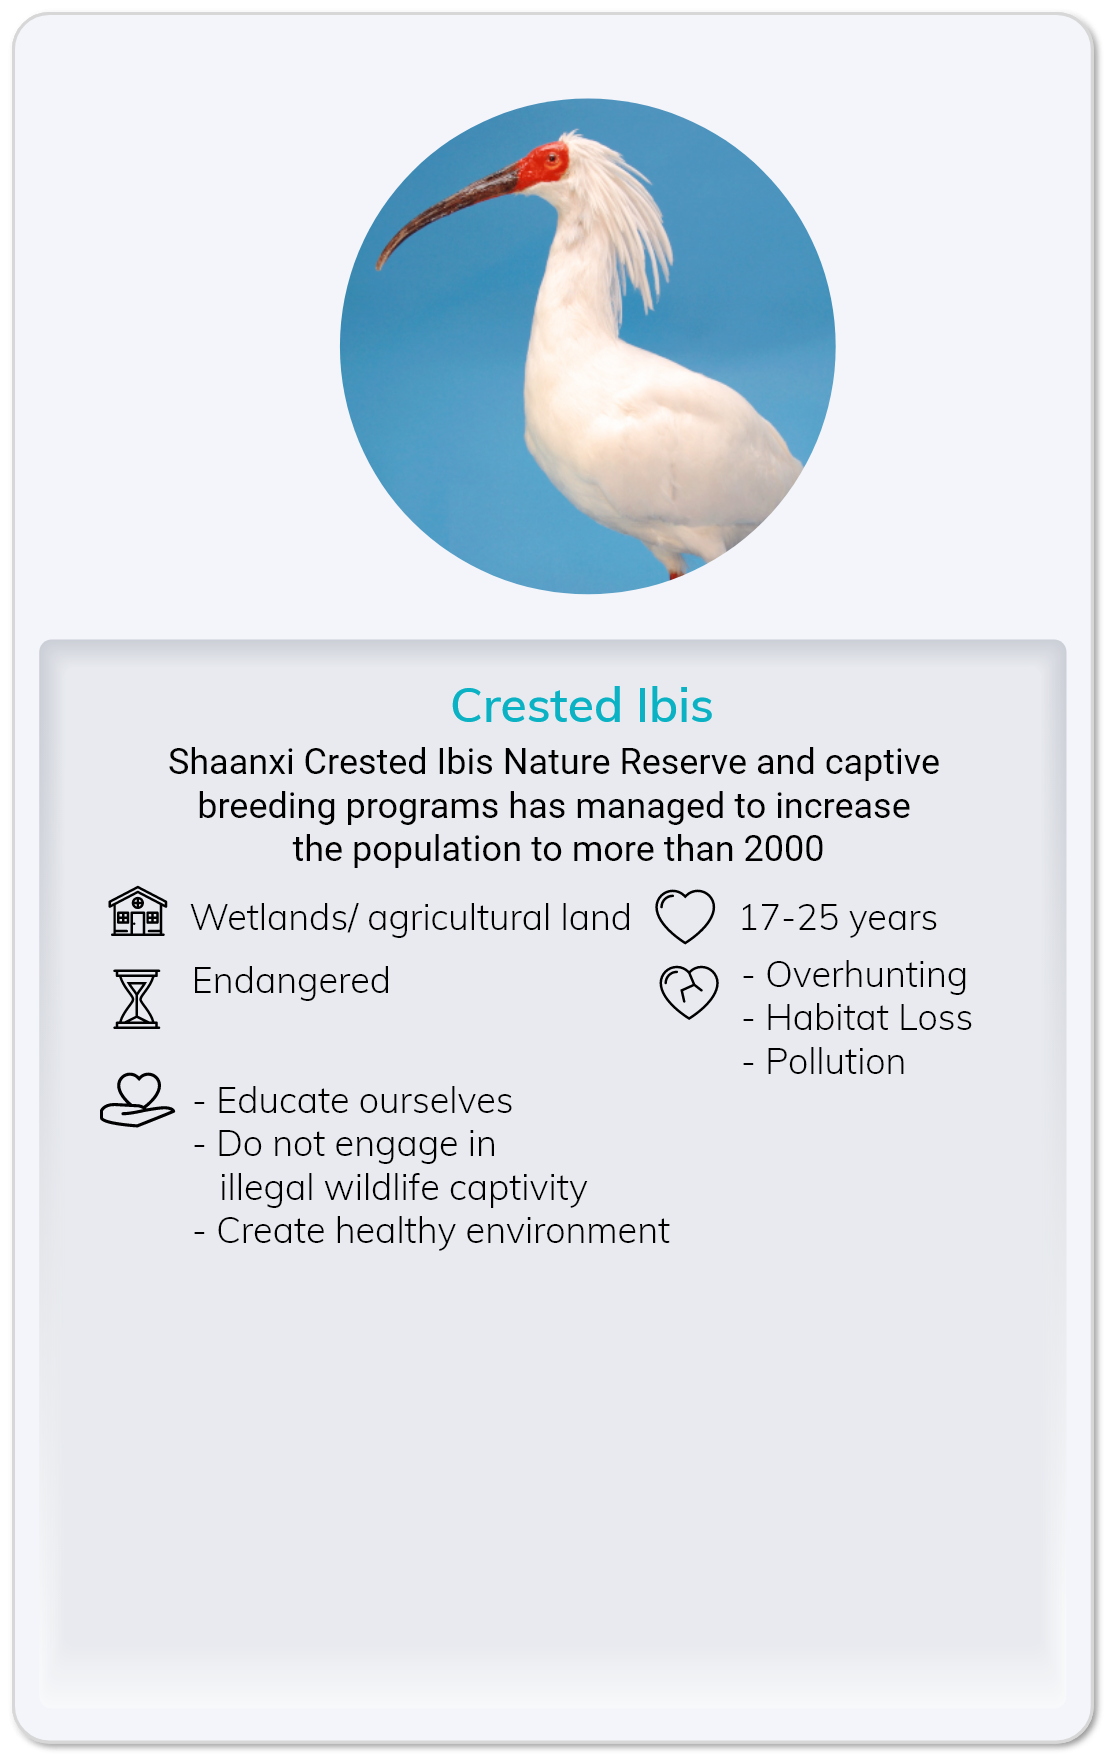 Crested Ibis
Shaanxi Crested Ibis Nature Reserve and captive
breeding programs has managed to increase
the population to more than 2000
Wetlands/ agricultural land
17-25 years
Endangered
- Overhunting
- Habitat Loss
- Pollution
- Educate ourselves
- Do not engage in
illegal wildlife captivity
- Create healthy environment